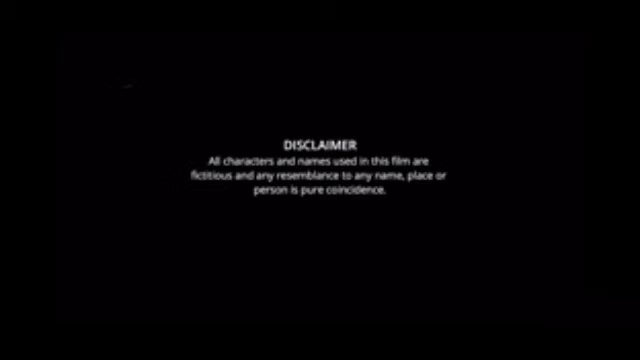 DISCLAIMER
All characters and names used in this film are
fictitious and any resemblance to any name, place or
person is pure coincidence.